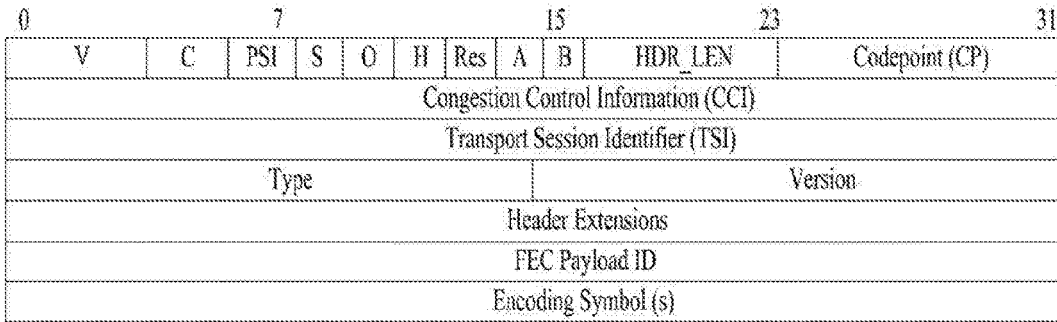 0 7 15 23 31
V C PSI S O H Res A B HDR_LEN Codepoint (CP)
Congestion Control Information (CCI)
Transport Session Identifier (TSI)
Type Version
Header Extensions
FEC Payload ID
Encoding Symbol (s)